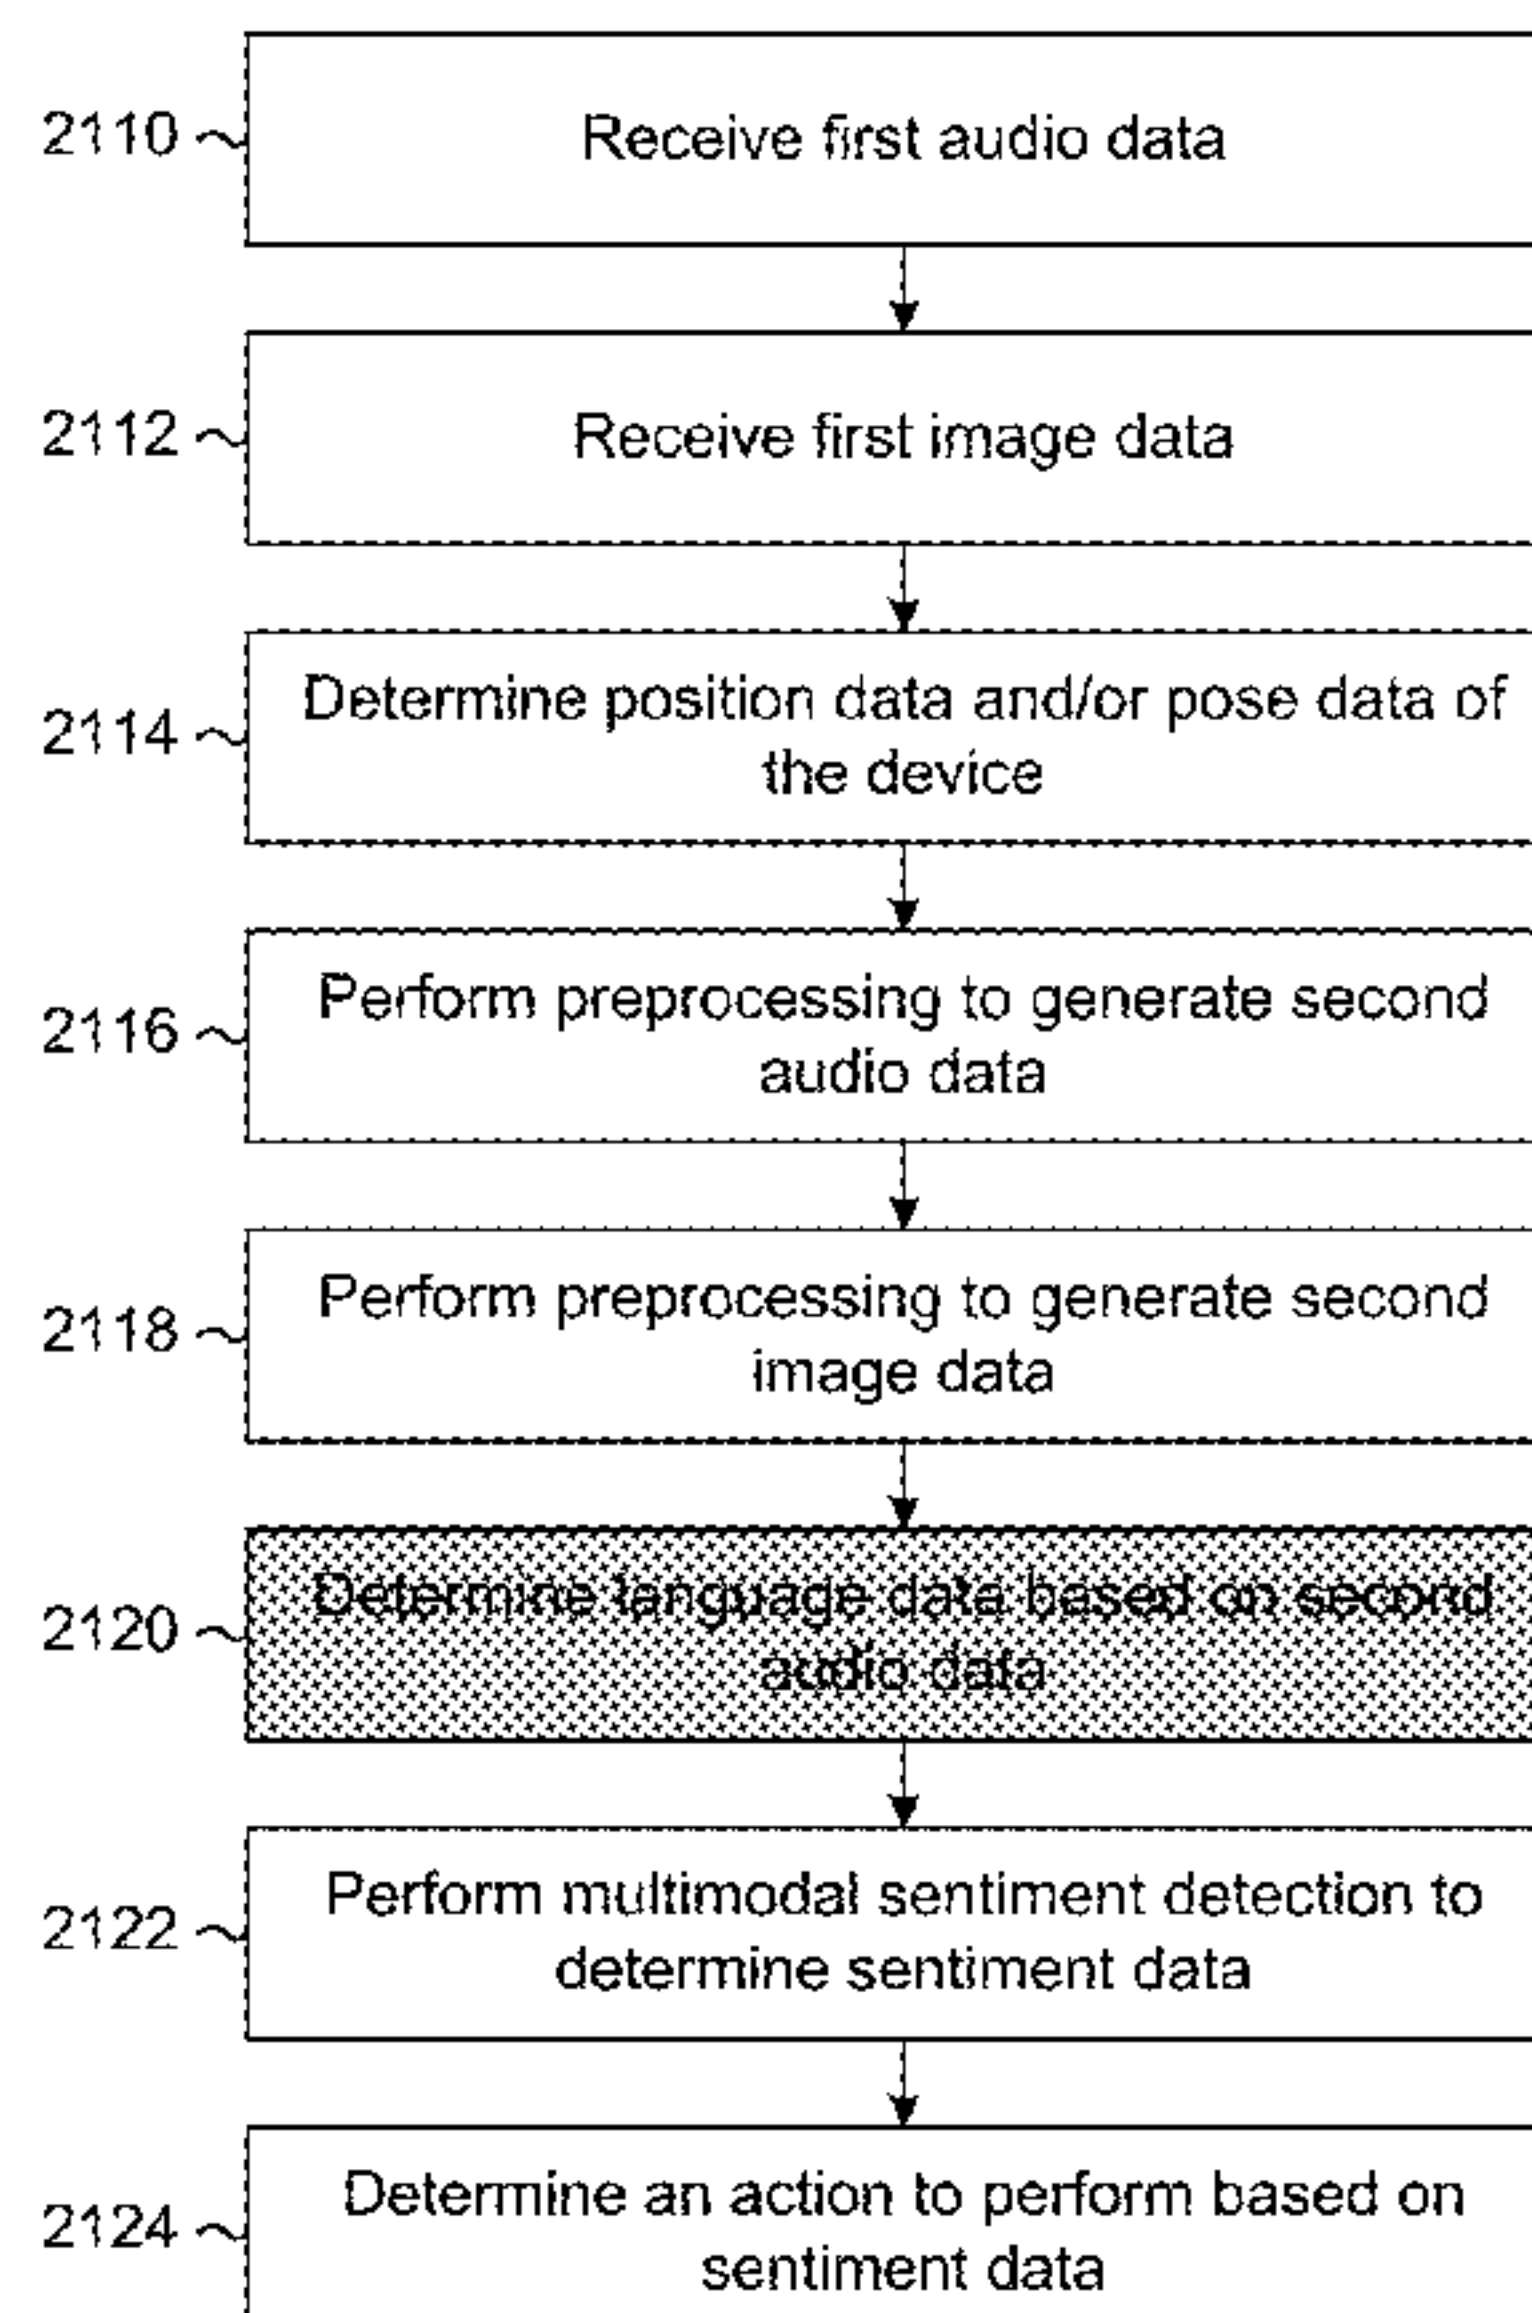 2110
Receive first audio data
2112
Receive first image data
2114
Determine position data and/or pose data of
the device
2116
Perform preprocessing to generate second
audio data
2118
Perform preprocessing to generate second
image data
2120
Determine language data based on second
audio data
2122
Perform multimodal sentiment detection to
determine sentiment data
2124
Determine an action to perform based on
sentiment data